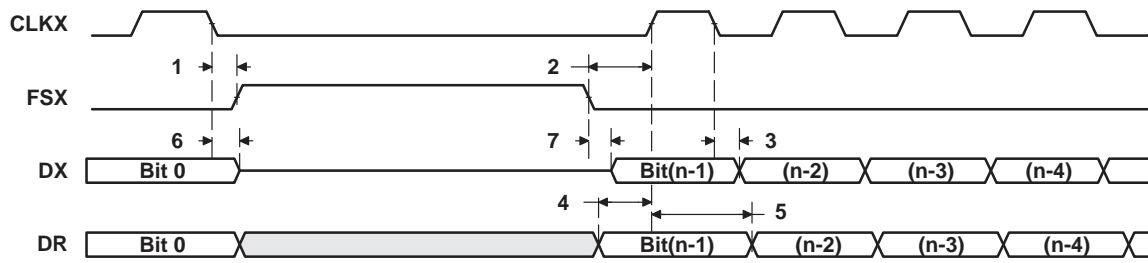 CLKX
1 2
FSX
6 7 3
DX Bit 0 Bit(n-1) (n-2) (n-3) (n-4)
4 5
DR Bit 0 Bit(n-1) (n-2) (n-3) (n-4)